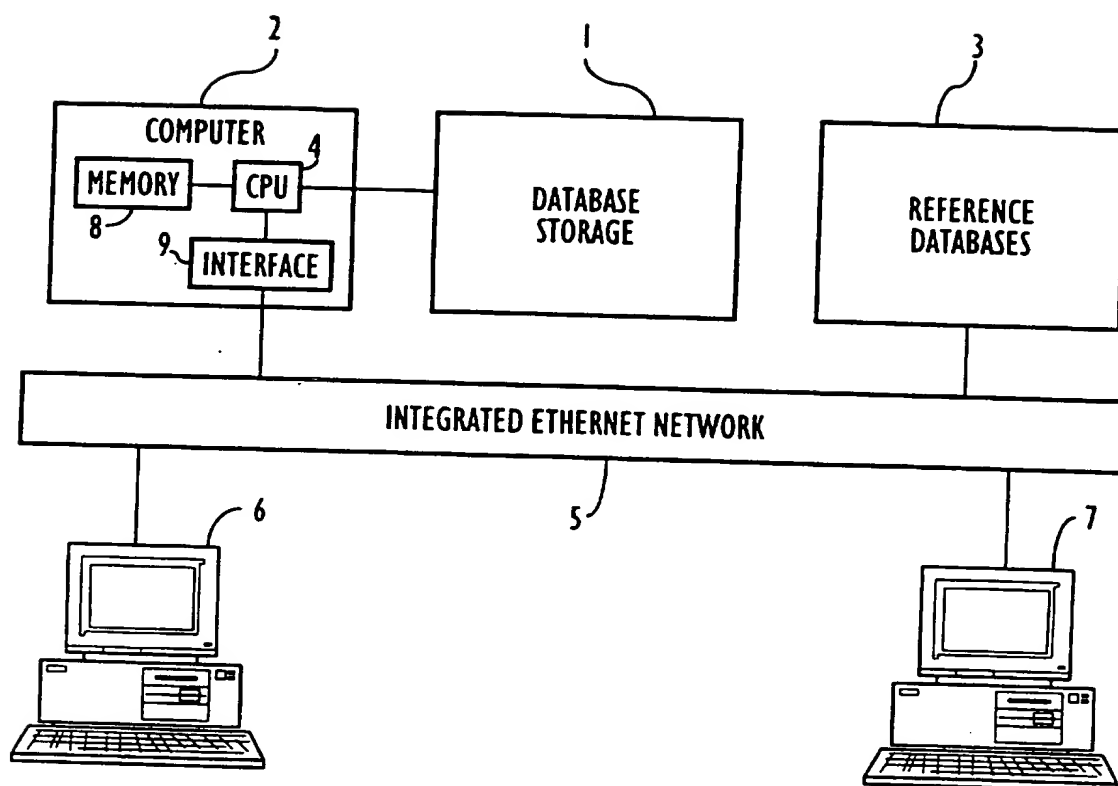 2
1
3
COMPUTER
4
MEMORY
CPU
8
9
INTERFACE
DATABASE
STORAGE
REFERENCE
DATABASES
INTEGRATED ETHERNET NETWORK
5
6
7